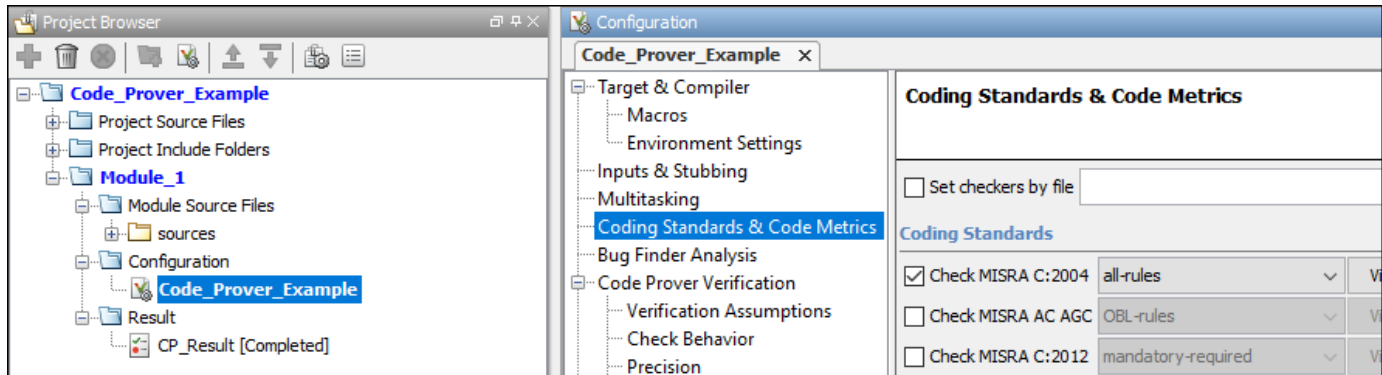 Project Browser
Code_Prover_Example
Project Source Files
Project Include Folders
Module_1
Module Source Files
sources
Configuration
Code_Prover_Example
Result
CP_Result [Completed]
Configuration
Code_Prover_Example X
Target & Compiler
Macros
Environment Settings
Inputs & Stubbing
Multitasking
Coding Standards & Code Metrics
Bug Finder Analysis
Code Prover Verification
Verification Assumptions
Check Behavior
Precision
Coding Standards & Code Metrics
Set checkers by file
Coding Standards
Check MISRA C:2004 all-rules
Check MISRA AC AGC OBL-rules
Check MISRA C:2012 mandatory-required